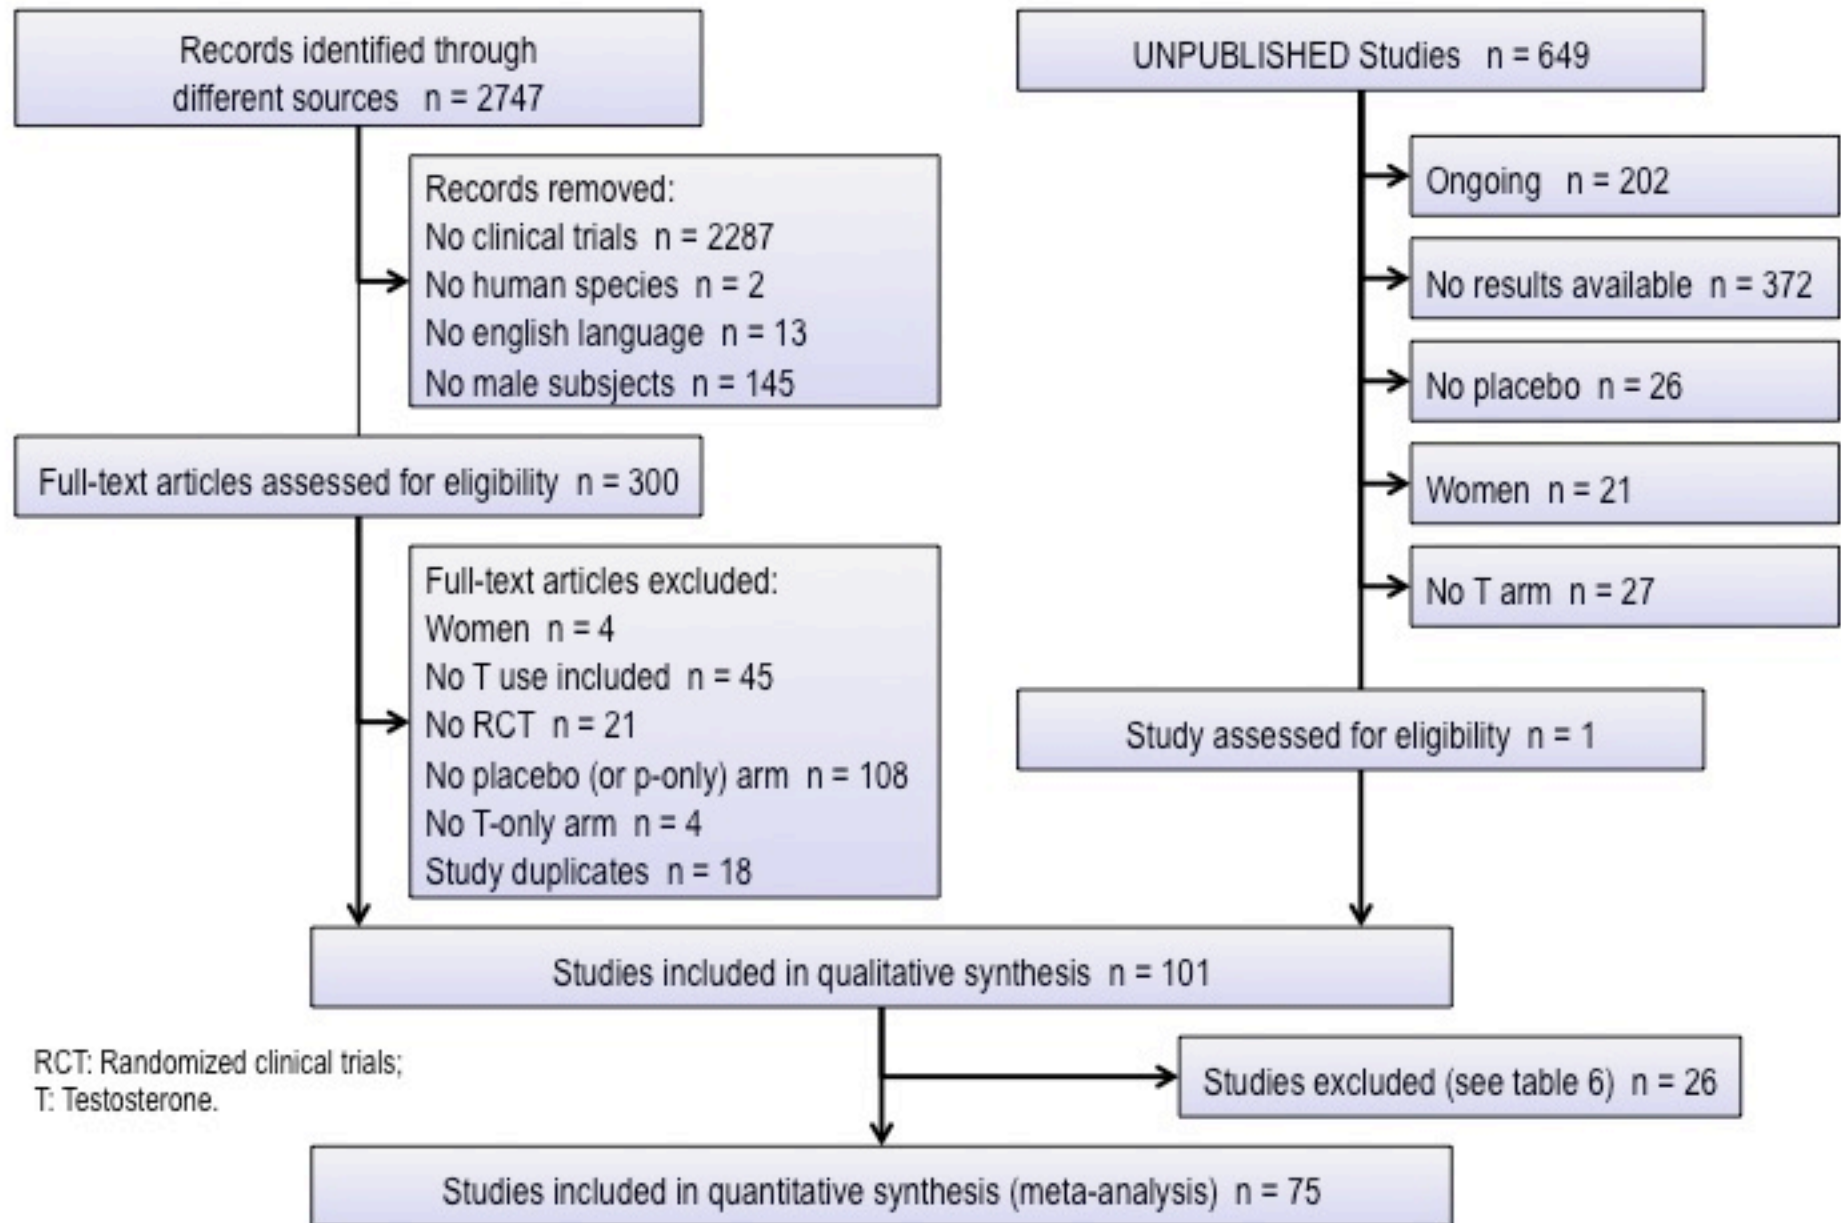 Records identified through
different sources n = 2747
Records removed:
No clinical trials n = 2287
No human species n = 2
No english language n = 13
No male subsjects n = 145
Full-text articles assessed for eligibility n = 300
Full-text articles excluded:
Women n = 4
No T use included n = 45
No RCT n = 21
No placebo (or p-only) arm n = 108
No T-only arm n = 4
Study duplicates n = 18
UNPUBLISHED Studies n = 649
Ongoing n = 202
No results available n = 372
No placebo n = 26
Women n = 21
No T arm n = 27
Study assessed for eligibility n = 1
Studies included in qualitative synthesis n = 101
Studies excluded (see table 6) n = 26
Studies included in quantitative synthesis (meta-analysis) n = 75
RCT: Randomized clinical trials;
T: Testosterone.